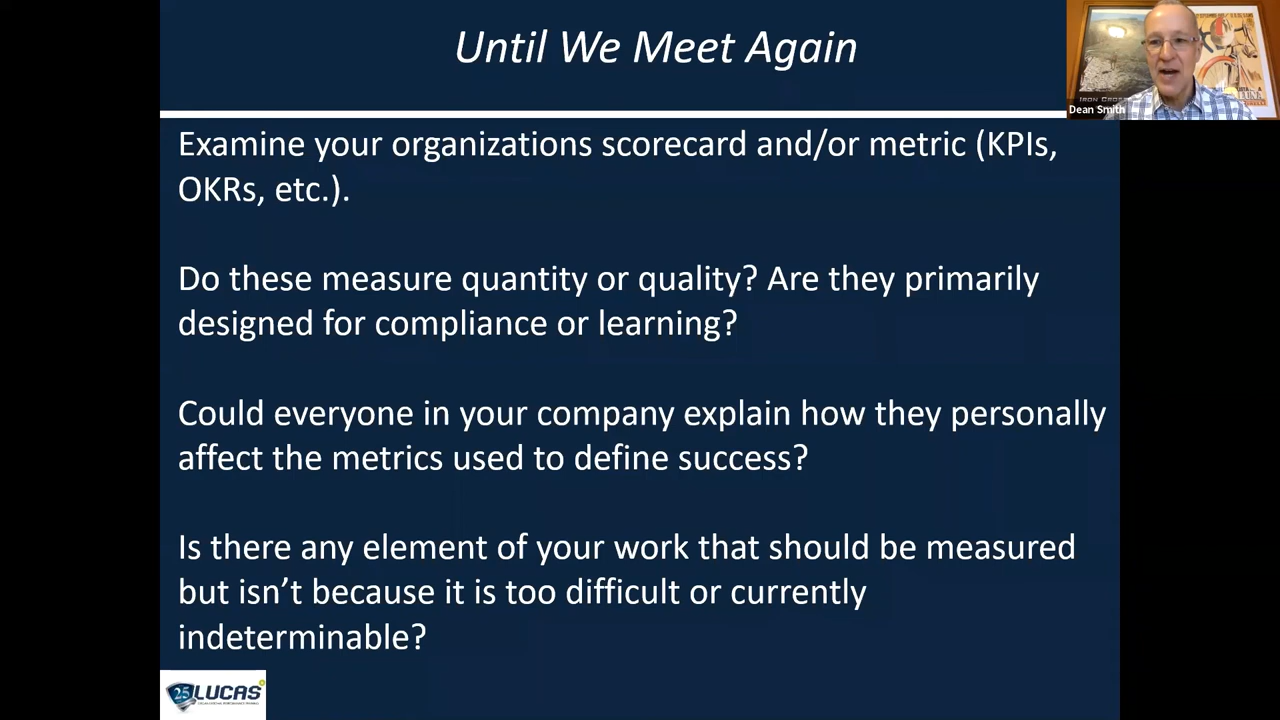 Until We Meet Again
Examine your organizations scorecard and/or metric (KPIs,
OKRs, etc.).
Do these measure quantity or quality? Are they primarily
designed for compliance or learning?
Could everyone in your company explain how they personally
affect the metrics used to define success?
Is there any element of your work that should be measured
but isn’t because it is too difficult or currently
indeterminable?
25 LUCAS
IRON CROSS
Dean Smith